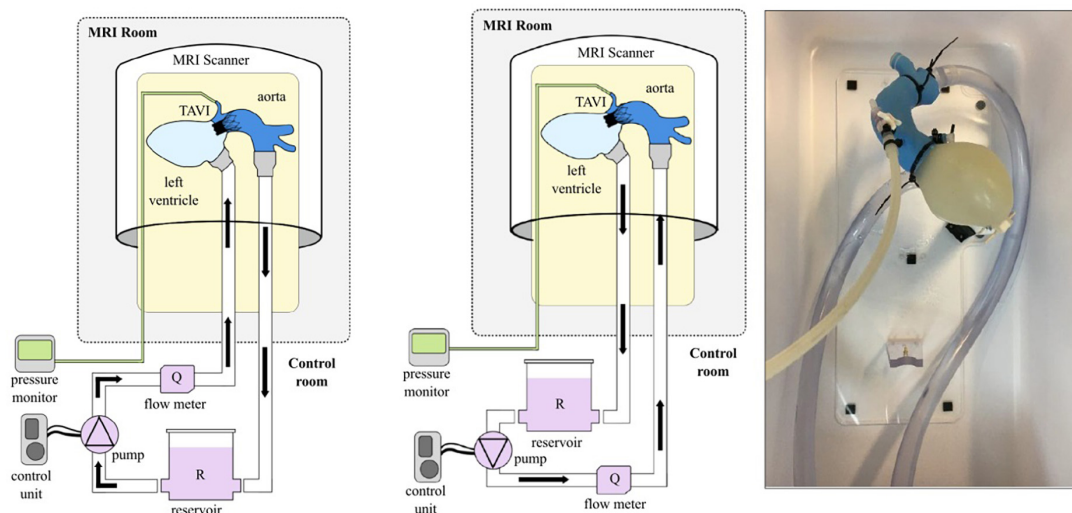 MRI Room
MRI Scanner
TAVI
aorta
left
ventricle
Control
room
pressure
monitor
Q
flow meter
pump
control
unit
R
reservoir
MRI Room
MRI Scanner
TAVI
aorta
left
ventricle
Control
room
pressure
monitor
R
reservoir
pump
control
unit
Q
flow meter